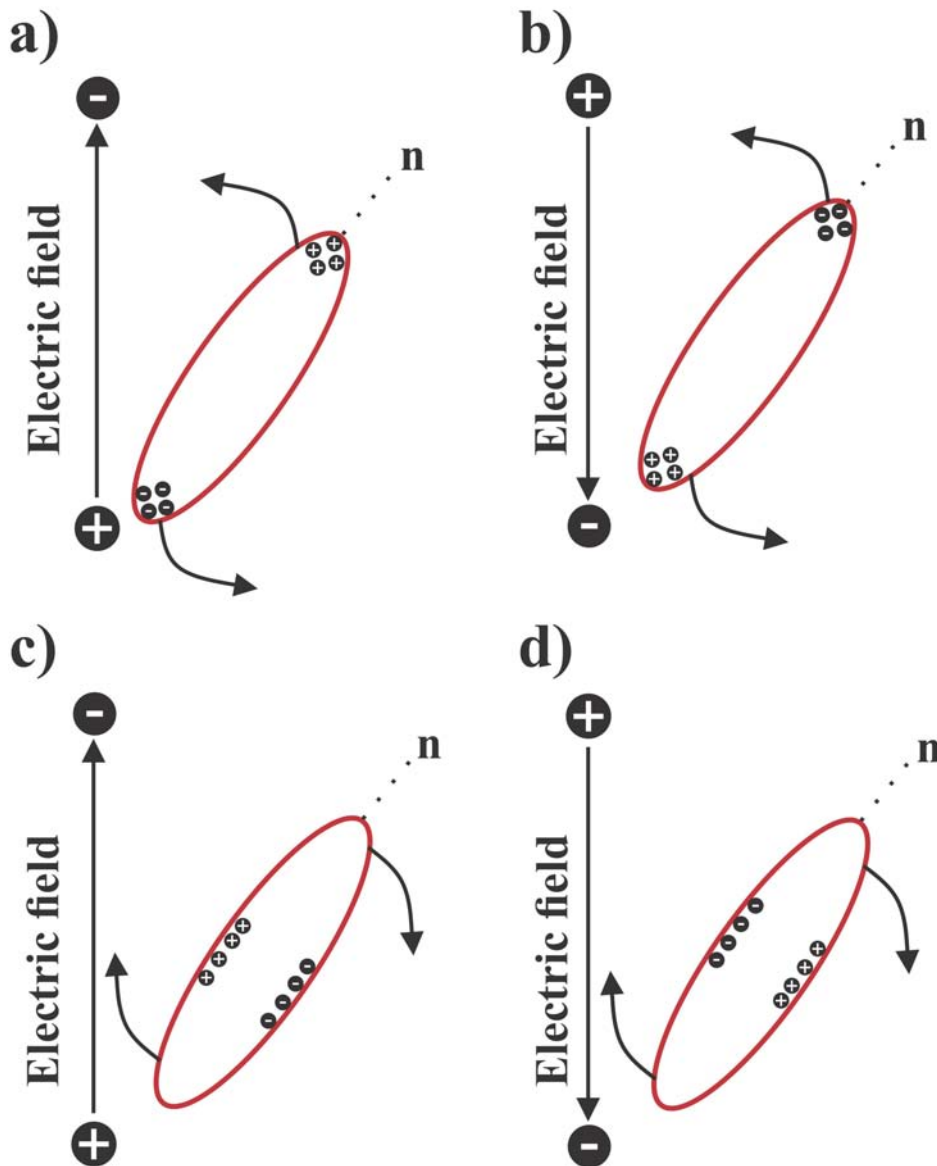 a)
-
n
Electric field
+
b)
+
n
Electric field
-
c)
-
n
Electric field
+
d)
+
n
Electric field
-